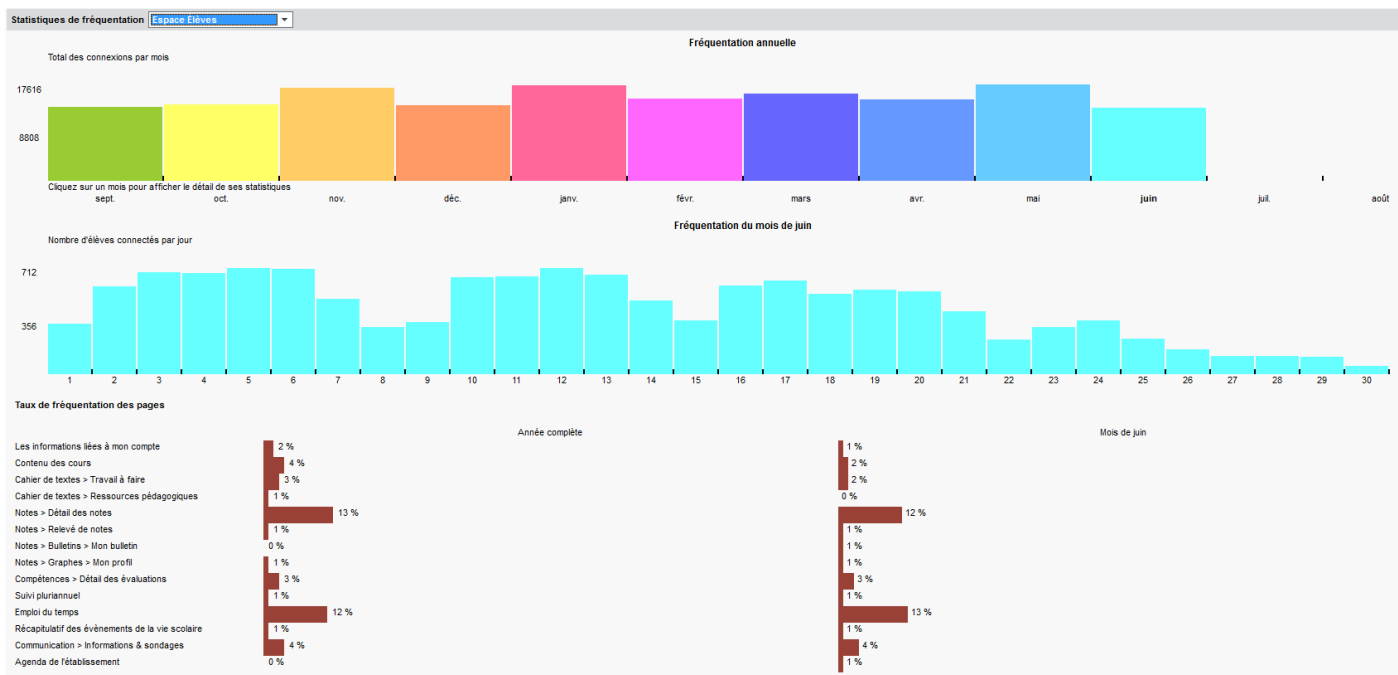 Statistiques de fréquentation Espace Élèves
Fréquentation annuelle
Total des connexions par mois
17616
8808
Cliquez sur un mois pour afficher le détail de ses statistiques
sept. oct. nov. déc. janv. févr. mars avr. mai juin juil. août
Fréquentation du mois de juin
Nombre d'élèves connectés par jour
712
356
1 2 3 4 5 6 7 8 9 10 11 12 13 14 15 16 17 18 19 20 21 22 23 24 25 26 27 28 29 30
Taux de fréquentation des pages
Année complète Mois de juin
Les informations liées à mon compte 2 % 1 %
Contenu des cours 4 % 2 %
Cahier de textes > Travail à faire 3 % 2 %
Cahier de textes > Ressources pédagogiques 1 % 0 %
Notes > Détail des notes 13 % 12 %
Notes > Relevé de notes 1 % 1 %
Notes > Bulletins > Mon bulletin 0 % 1 %
Notes > Graphes > Mon profil 1 % 1 %
Compétences > Détail des évaluations 3 % 3 %
Suivi pluriannuel 1 % 1 %
Emploi du temps 12 % 13 %
Récapitulatif des évènements de la vie scolaire 1 % 1 %
Communication > Informations & sondages 4 % 4 %
Agenda de l'établissement 0 % 1 %